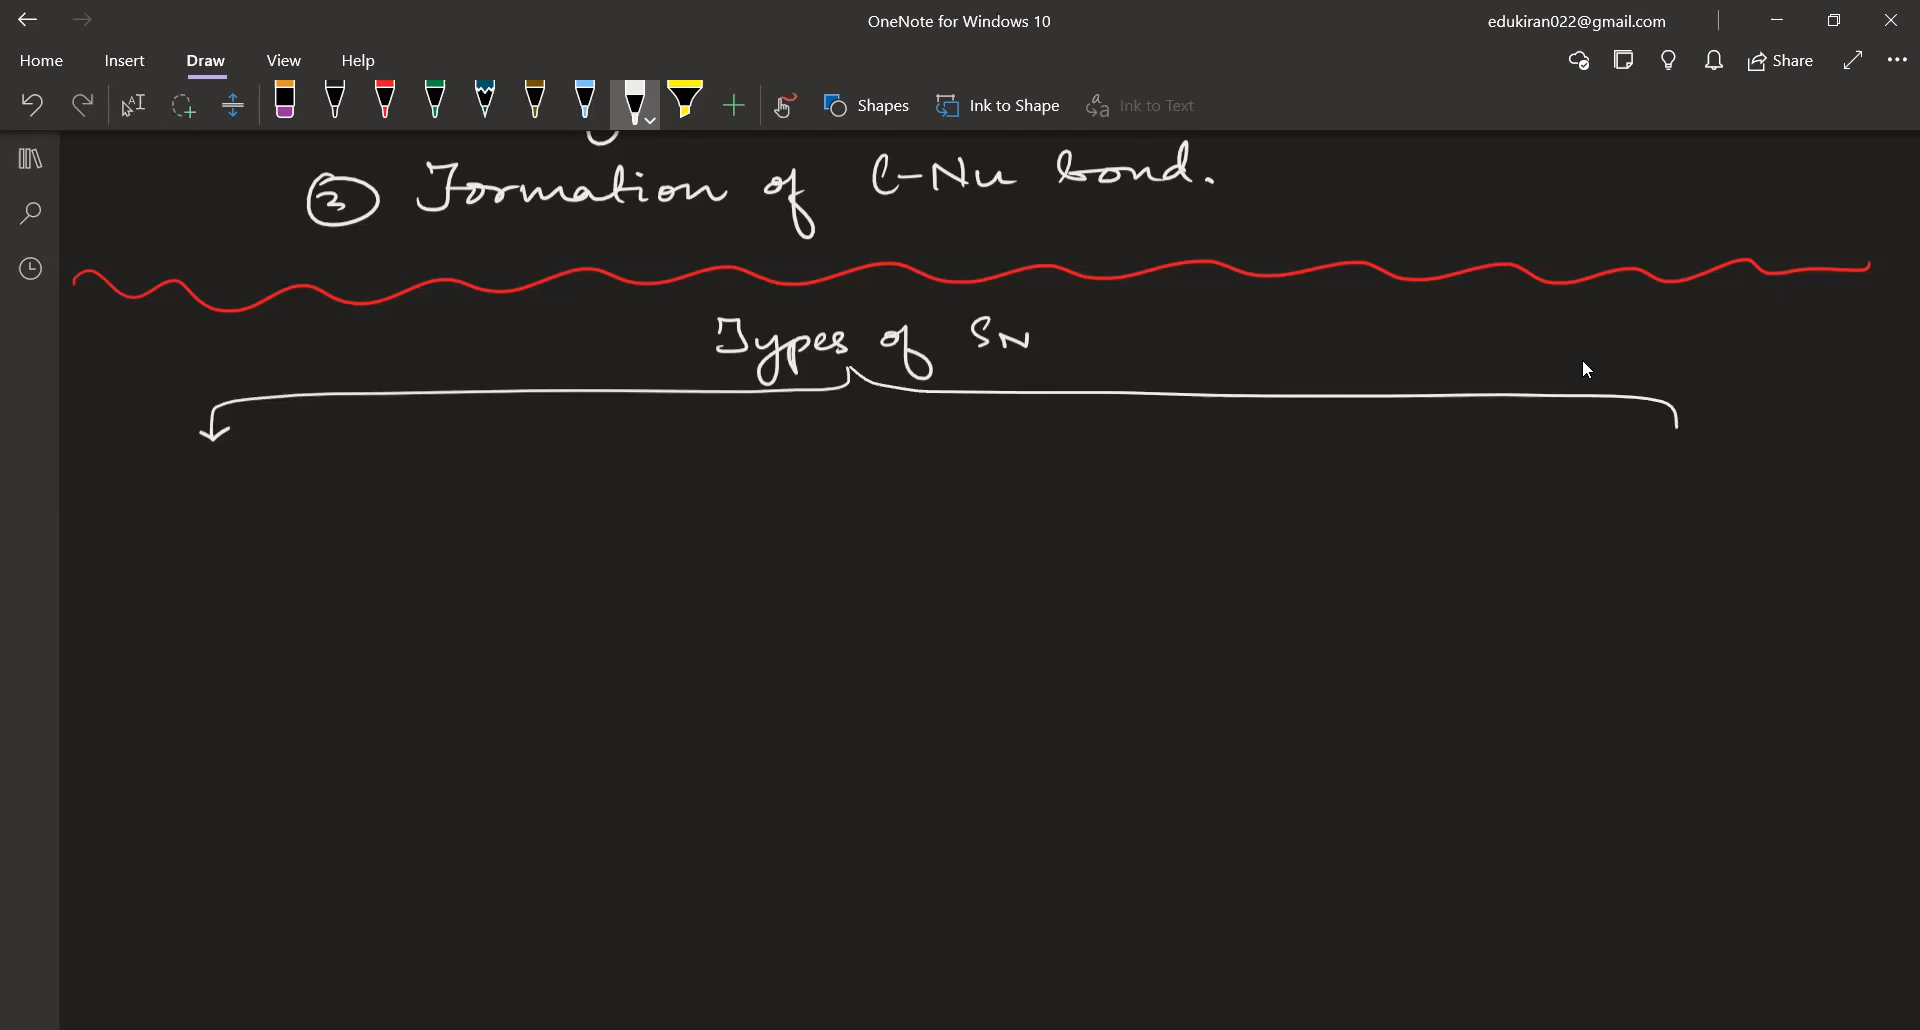 OneNote for Windows 10
edukiran022@gmail.com
Home Insert Draw View Help
Share
Shapes Ink to Shape Ink to Text
② Formation of C-Nu bond.
Types of SN